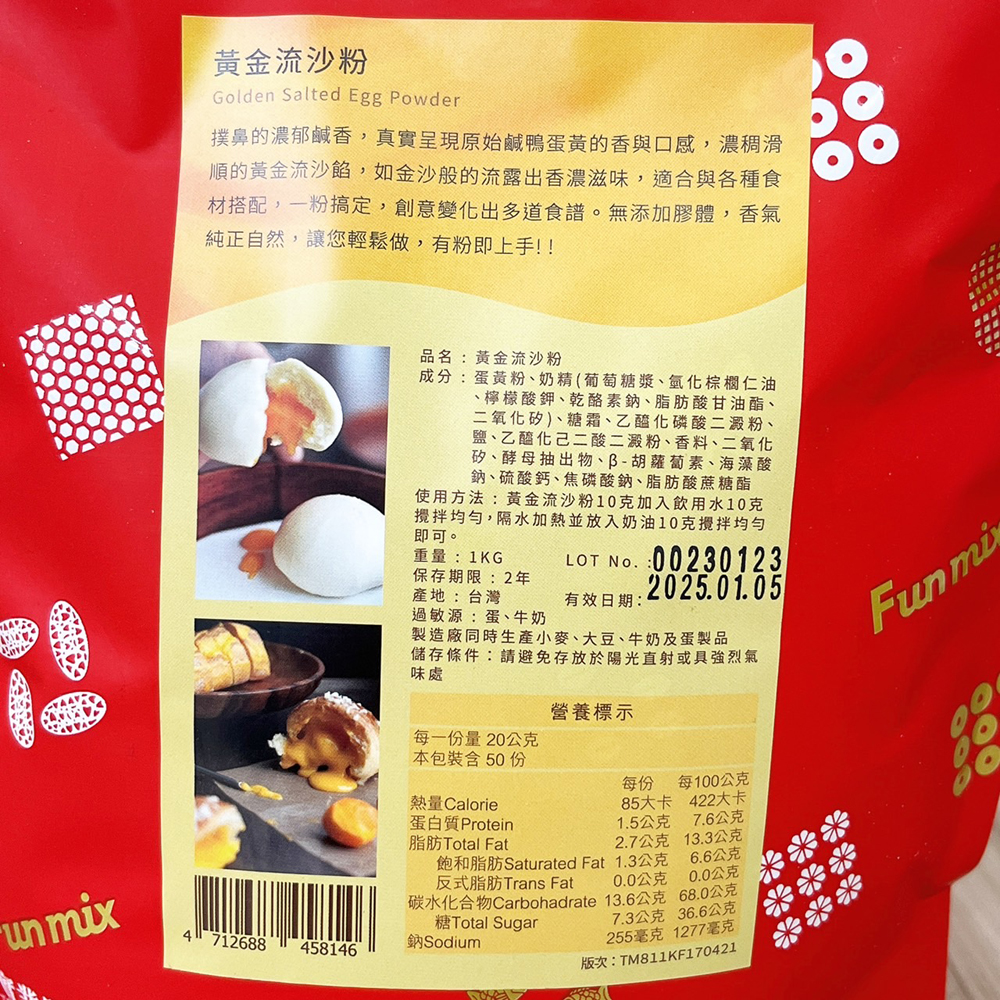 黃金流沙粉
Golden Salted Egg Powder
撲鼻的濃郁鹹香，真實呈現原始鹹鴨蛋黃的香與口感，濃稠滑
順的黃金流沙餡，如金沙般的流露出香濃滋味，適合與各種食
材搭配，一粉搞定，創意變化出多道食譜。無添加膠體，香氣
純正自然，讓您輕鬆做，有粉即上手!!
品名：黃金流沙粉
成分：蛋黃粉、奶精(葡萄糖漿、氫化棕櫚仁油
、檸檬酸鉀、乾酪素鈉、脂肪酸甘油酯、
二氧化矽)、糖霜、乙醯化磷酸二澱粉、
鹽、乙醯化己二酸二澱粉、香料、二氧化
矽、酵母抽出物、β-胡蘿蔔素、海藻酸
鈉、硫酸鈣、焦磷酸鈉、脂肪酸蔗糖酯
使用方法：黃金流沙粉10克加入飲用水10克
攪拌均勻，隔水加熱並放入奶油10克攪拌均勻
即可。
重量：1KG
LOT No.：00230123
保存期限：2年
產地：台灣
有效日期：2025.01.05
過敏源：蛋、牛奶
製造廠同時生產小麥、大豆、牛奶及蛋製品
儲存條件：請避免存放於陽光直射或具強烈氣
味處
營養標示
每一份量 20公克
本包裝含 50 份
每份 每100公克
熱量Calorie 85大卡 422大卡
蛋白質Protein 1.5公克 7.6公克
脂肪Total Fat 2.7公克 13.3公克
飽和脂肪Saturated Fat 1.3公克 6.6公克
反式脂肪Trans Fat 0.0公克 0.0公克
碳水化合物Carbohadrate 13.6公克 68.0公克
糖Total Sugar 7.3公克 36.6公克
鈉Sodium 255毫克 1277毫克
版次：TM811KF170421
4 712688 458146
Fun mix
un mix